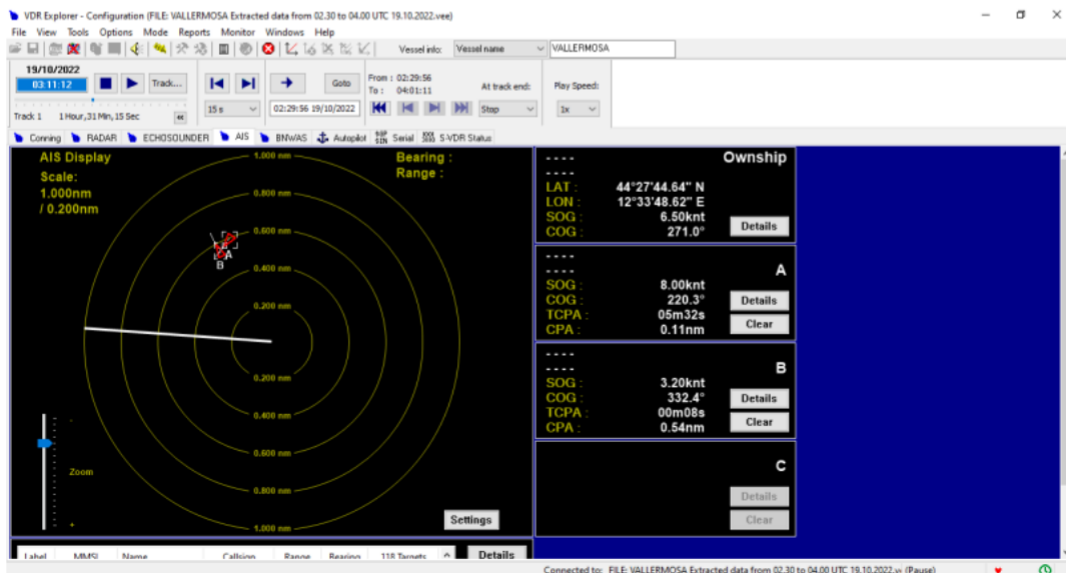 VDR Explorer - Configuration (FILE: VALLERMOSA Extracted data from 02.30 to 04.00 UTC 19.10.2022.vee)
File View Tools Options Mode Reports Monitor Windows Help
Vessel info: Vessel name VALLERMOSA
19/10/2022
03:11:12 Track... Goto
From : 02:29:56
To : 04:01:11
At track end:
Play Speed:
Track 1 1Hour,31 Min,15 Sec
15 s 02:29:56 19/10/2022 Stop 1x
Conning RADAR ECHOSOUNDER AIS BNWAS Autopilot Serial S-VDR Status
AIS Display
Scale:
1.000nm
/ 0.200nm
Bearing :
Range :
1.000 nm
0.800 nm
0.600 nm
0.400 nm
0.200 nm
A
B
0.200 nm
0.400 nm
0.600 nm
0.800 nm
1.000 nm
Zoom
-
+
Settings
---- Ownship
----
LAT : 44°27'44.64" N
LON : 12°33'48.62" E
SOG : 6.50knt
COG : 271.0°
Details
----
---- A
SOG : 8.00knt
COG : 220.3°
TCPA : 05m32s
CPA : 0.11nm
Details
Clear
----
---- B
SOG : 3.20knt
COG : 332.4°
TCPA : 00m08s
CPA : 0.54nm
Details
Clear
C
Details
Clear
Label MMSI Name Callsign Range Bearing 118 Targets Details
Connected to: FILE: VALLERMOSA Extracted data from 02.30 to 04.00 UTC 19.10.2022.ve (Pause)